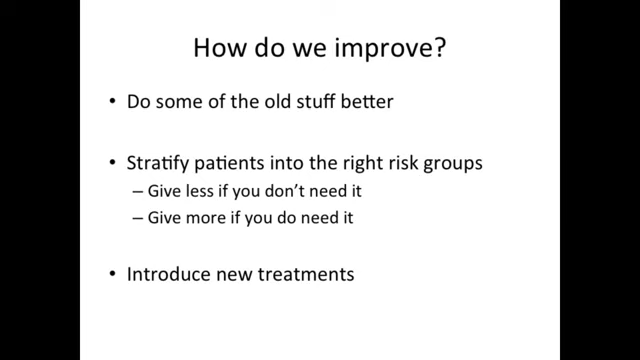 How do we improve?
• Do some of the old stuff better
• Stratify patients into the right risk groups
– Give less if you don't need it
– Give more if you do need it
• Introduce new treatments